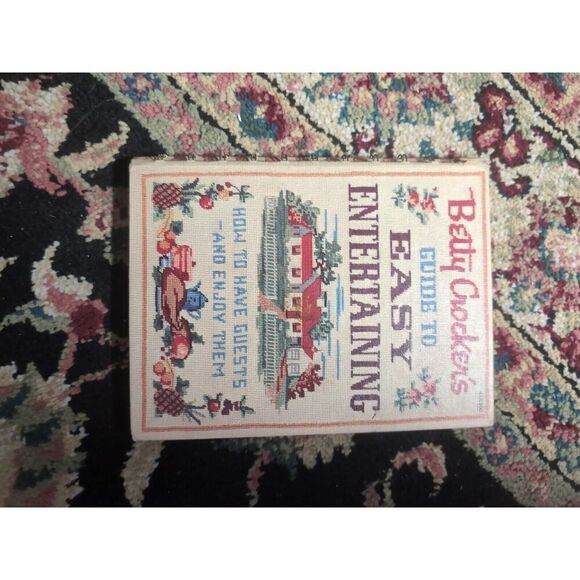 Betty Crocker's
GUIDE TO
EASY
ENTERTAINING
HOW TO HAVE GUESTS
—AND ENJOY THEM